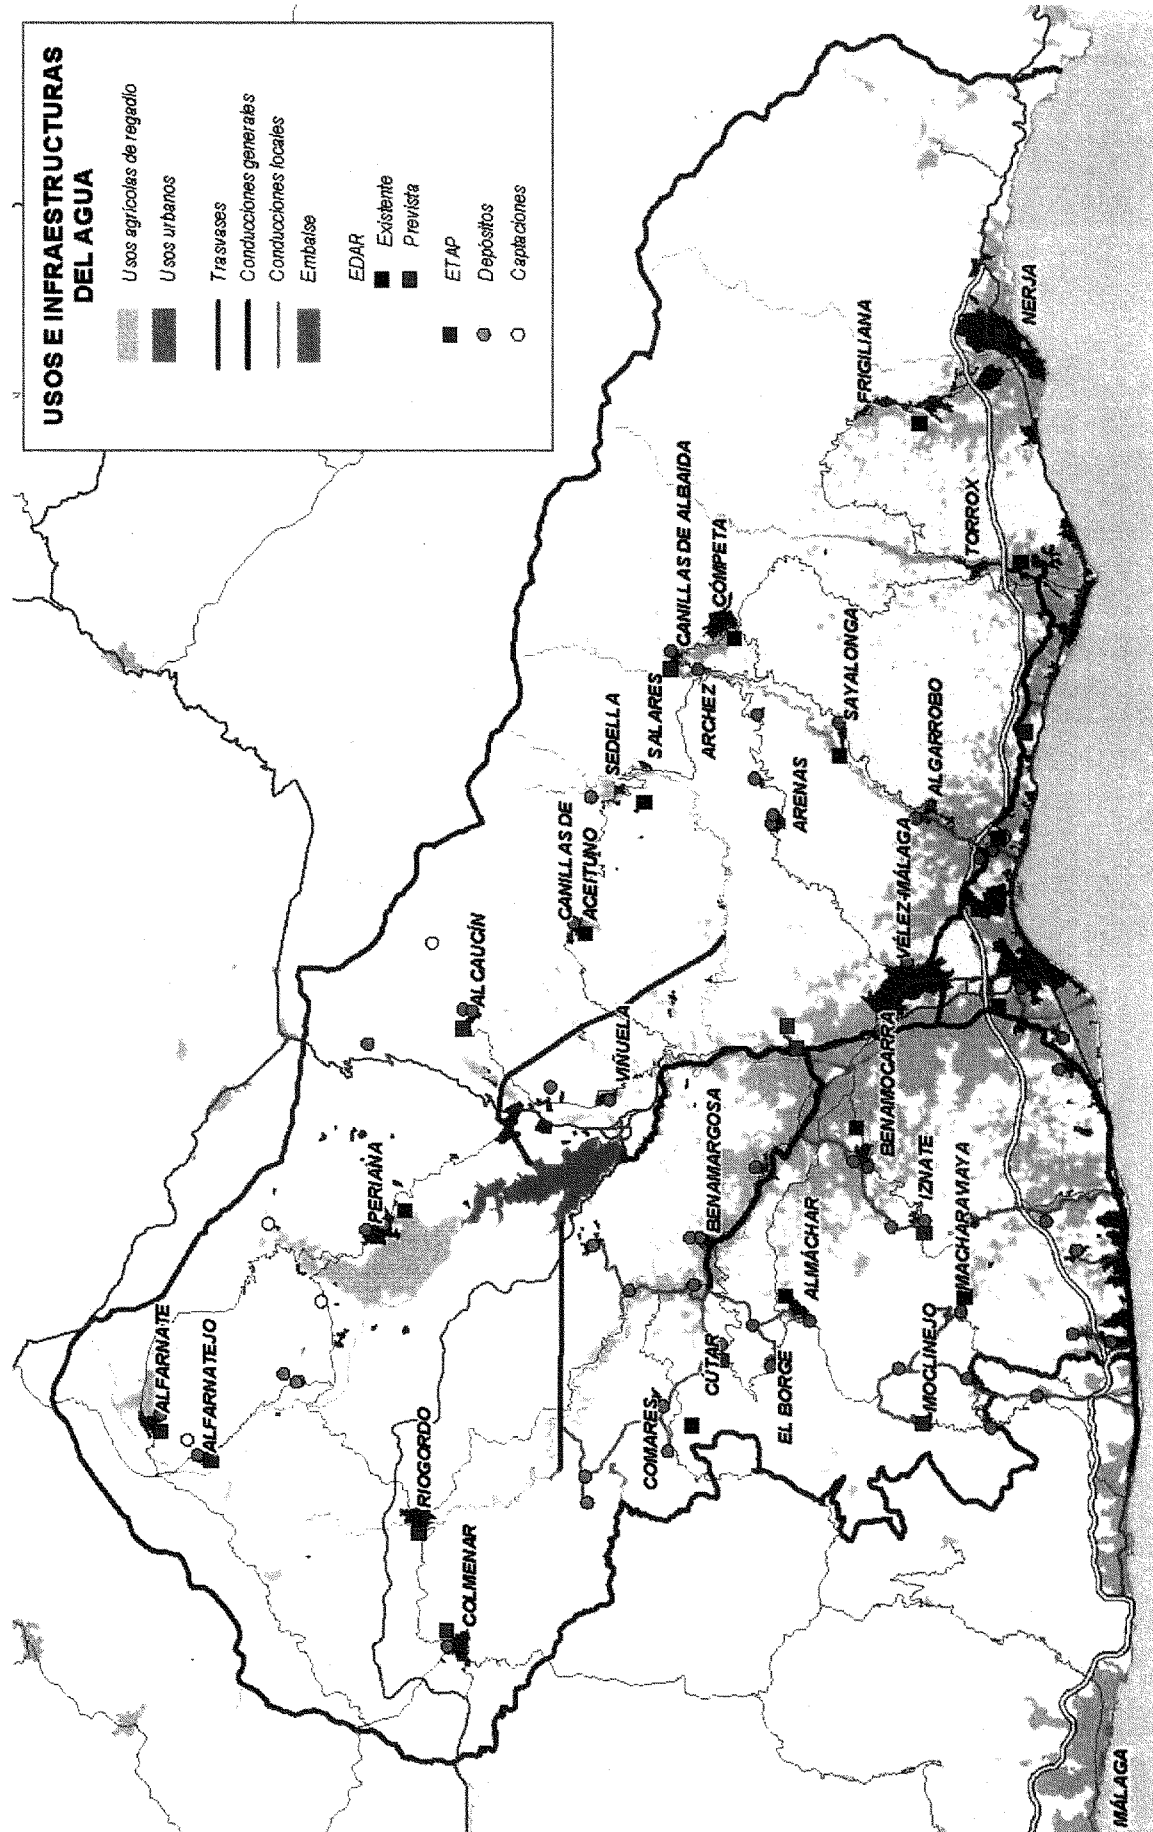 USOS E INFRAESTRUCTURAS
DEL AGUA
Usos agrícolas de regadío
Usos urbanos
Trasvases
Conducciones generales
Conducciones locales
Embalse
EDAR
Existente
Prevista
ETAP
Depósitos
Captaciones
ALFARNATE
ALFARNATEJO
PERIANA
RIOGORDO
COLMENAR
ALCAUCÍN
VIÑUELA
CANILLAS DE
ACEITUNO
SEDELLA
SALARES
CANILLAS DE ALBAIDA
CÓMPETA
ARCHEZ
ARENAS
SAYALONGA
ALGARROBO
TORROX
FRIGILIANA
NERJA
VÉLEZ-MÁLAGA
BENAMOCARRA
BENAMARGOSA
IZNATE
MACHARAVIAYA
ALMÁCHAR
CÚTAR
EL BORGE
COMARES
MOCLINEJO
MÁLAGA